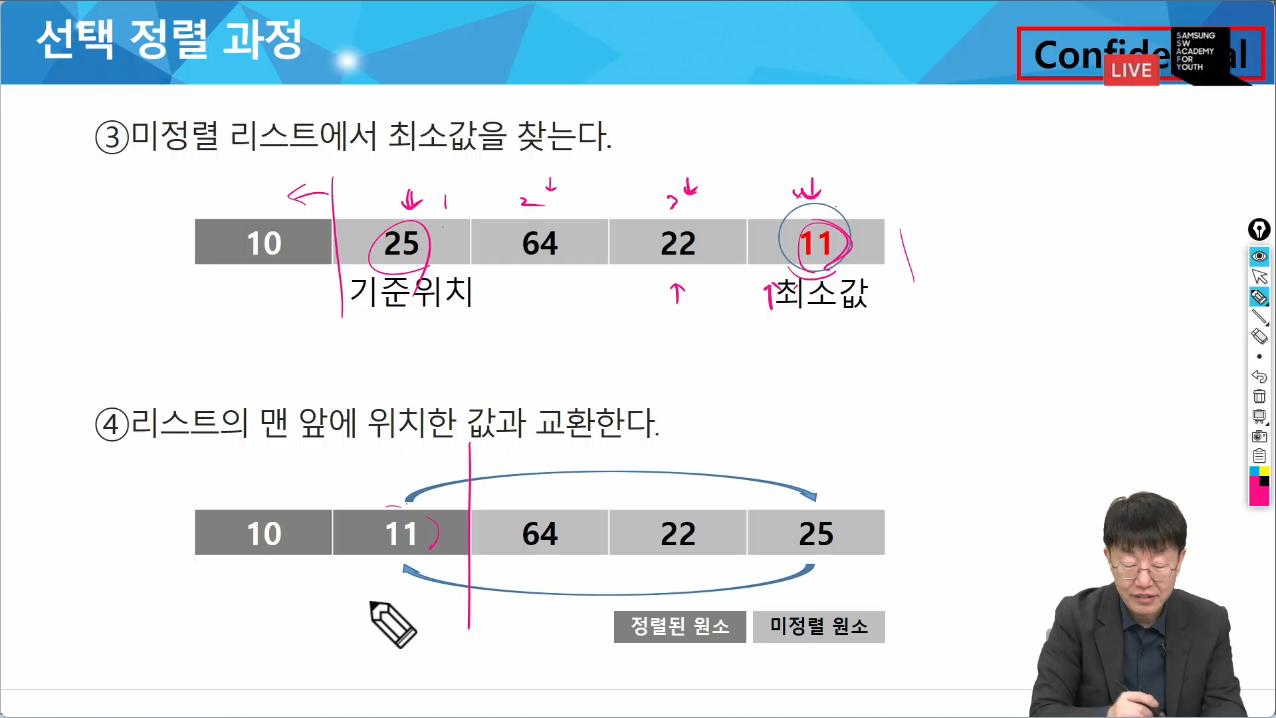 선택 정렬 과정
Confide al
SAMSUNG
SW
ACADEMY
FOR
YOUTH
LIVE
③미정렬 리스트에서 최소값을 찾는다.
1 2 3
10 25 64 22 11
기준위치 최소값
④리스트의 맨 앞에 위치한 값과 교환한다.
10 11 64 22 25
정렬된 원소 미정렬 원소